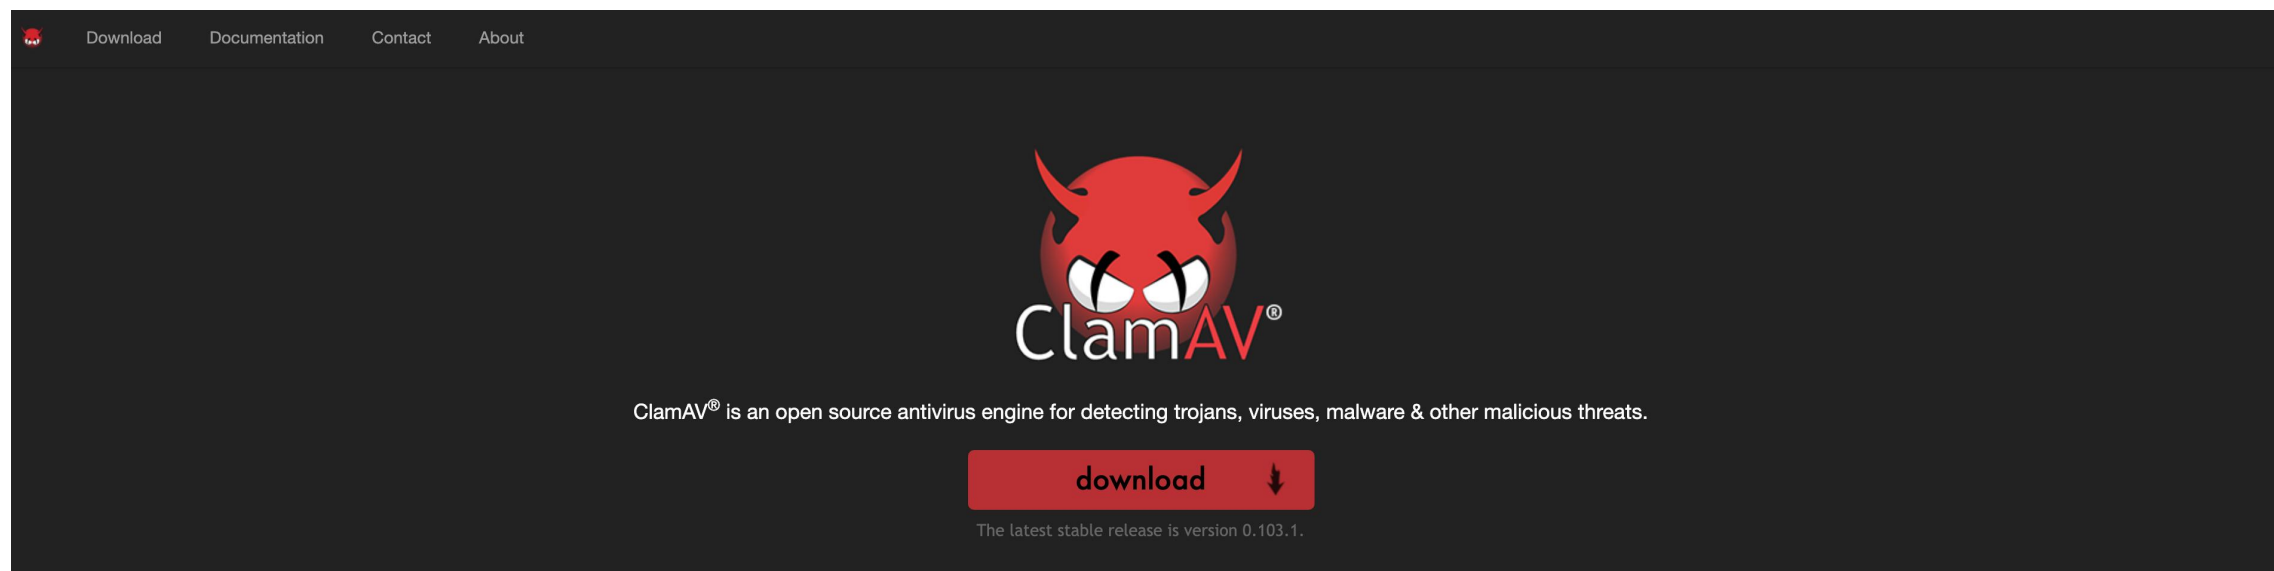 Download Documentation Contact About
ClamAV®
ClamAV® is an open source antivirus engine for detecting trojans, viruses, malware & other malicious threats.
download
The latest stable release is version 0.103.1.